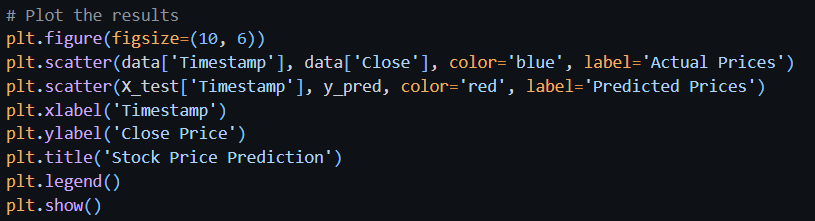 # Plot the results
plt.figure(figsize=(10, 6))
plt.scatter(data['Timestamp'], data['Close'], color='blue', label='Actual Prices')
plt.scatter(X_test['Timestamp'], y_pred, color='red', label='Predicted Prices')
plt.xlabel('Timestamp')
plt.ylabel('Close Price')
plt.title('Stock Price Prediction')
plt.legend()
plt.show()